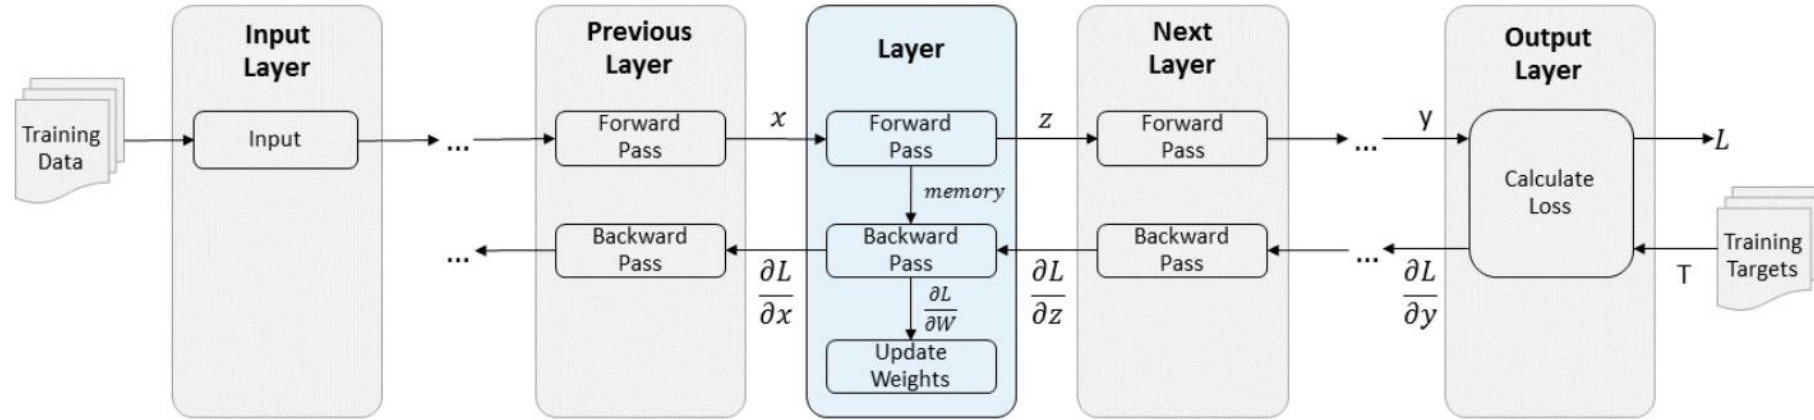 Input
Layer
Previous
Layer
Layer
Next
Layer
Output
Layer
Training
Data
Input
...
Forward
Pass
x
Forward
Pass
z
Forward
Pass
...
y
Calculate
Loss
L
memory
...
Backward
Pass
∂L
∂x
Backward
Pass
∂L
∂z
Backward
Pass
...
∂L
∂y
T
Training
Targets
∂L
∂W
Update
Weights